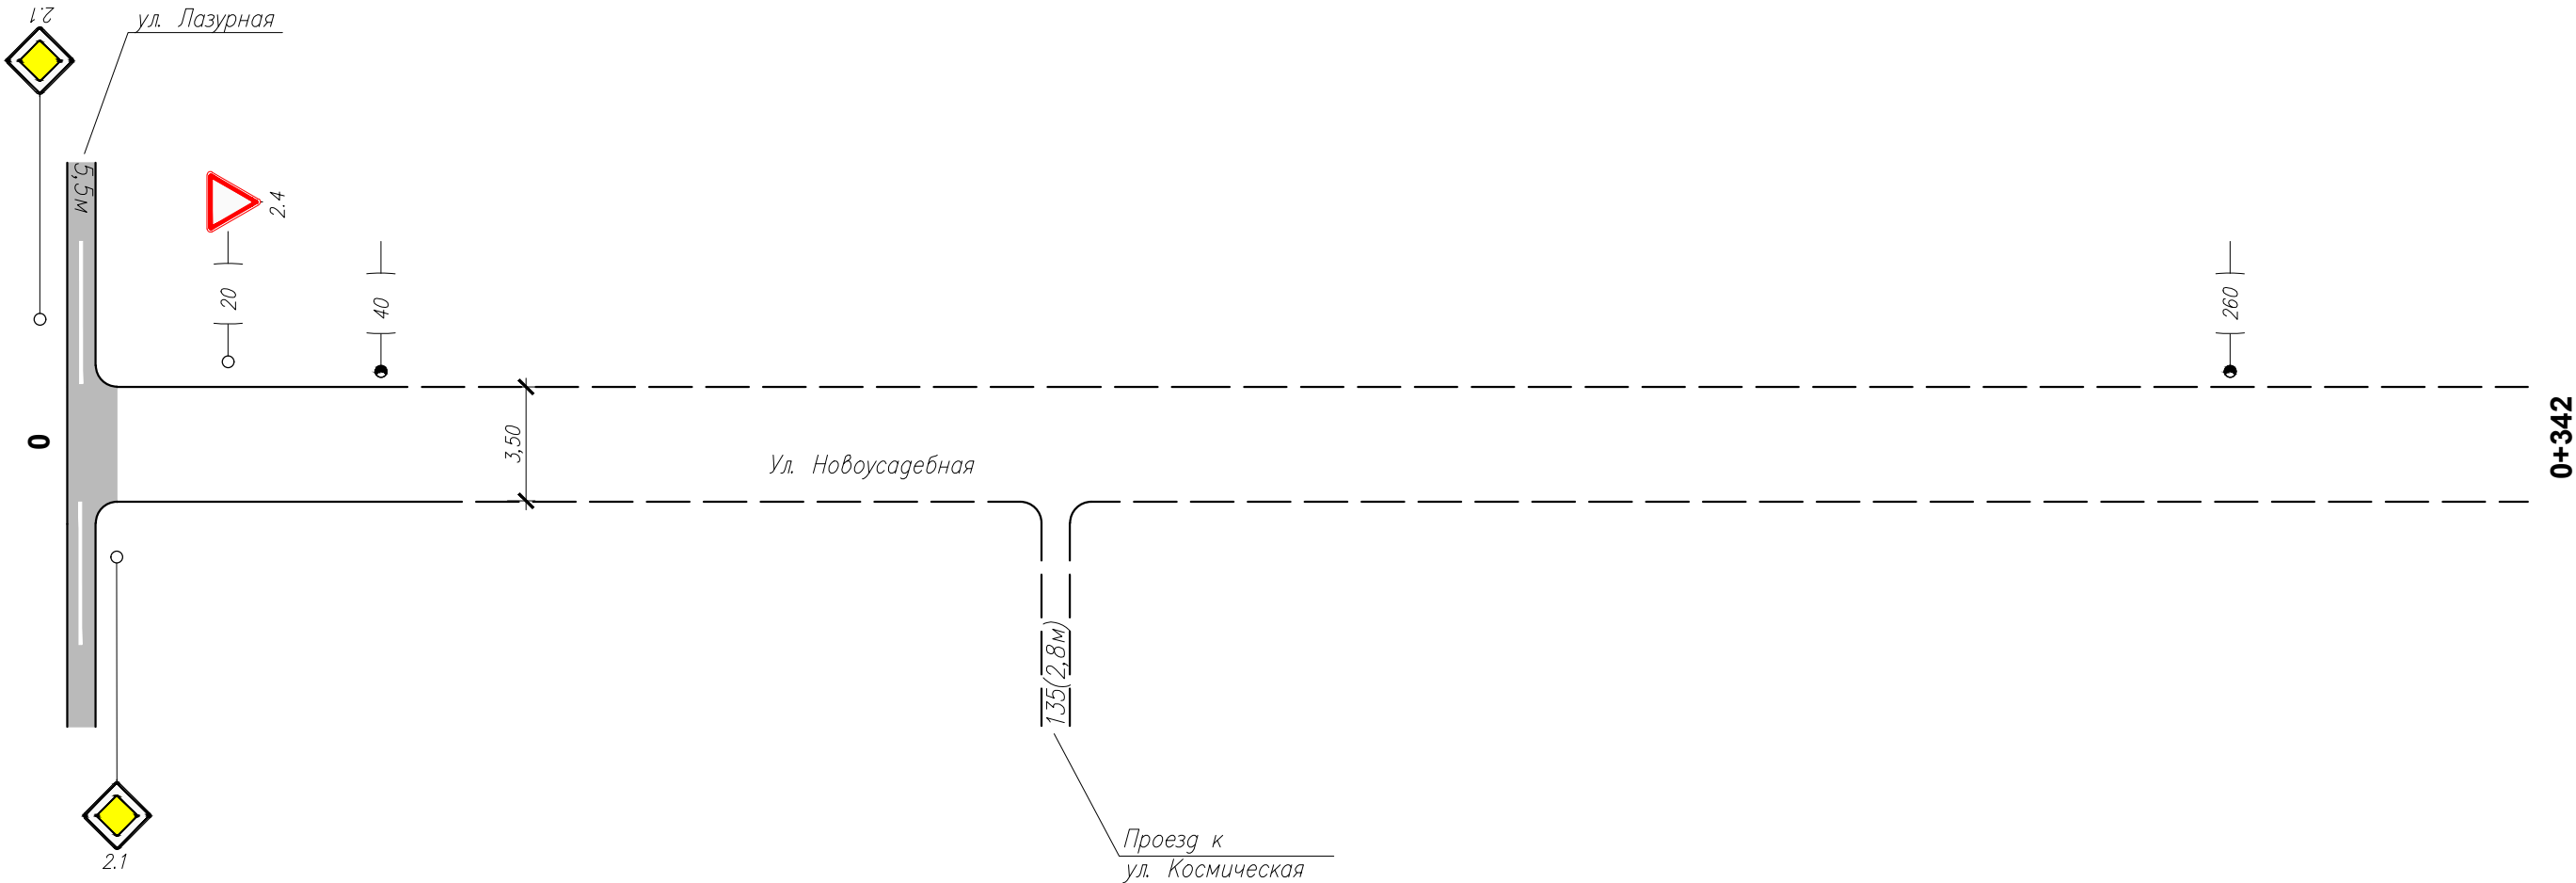 2.1
ул. Лазурная
5,5м
2.4
20
40
260
0
3,50
Ул. Новоусадебная
0+342
135(2,8м)
2.1
Проезд к
ул. Космическая